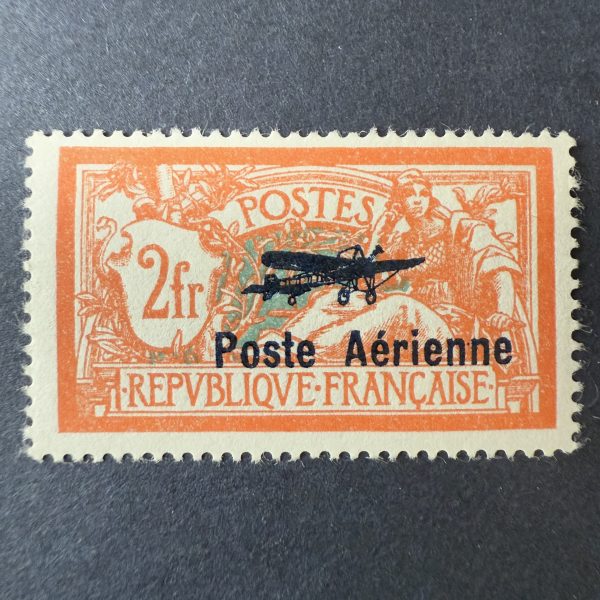 POSTES
2fr
Poste Aérienne
·REPVBLIQVE·FRANÇAISE·